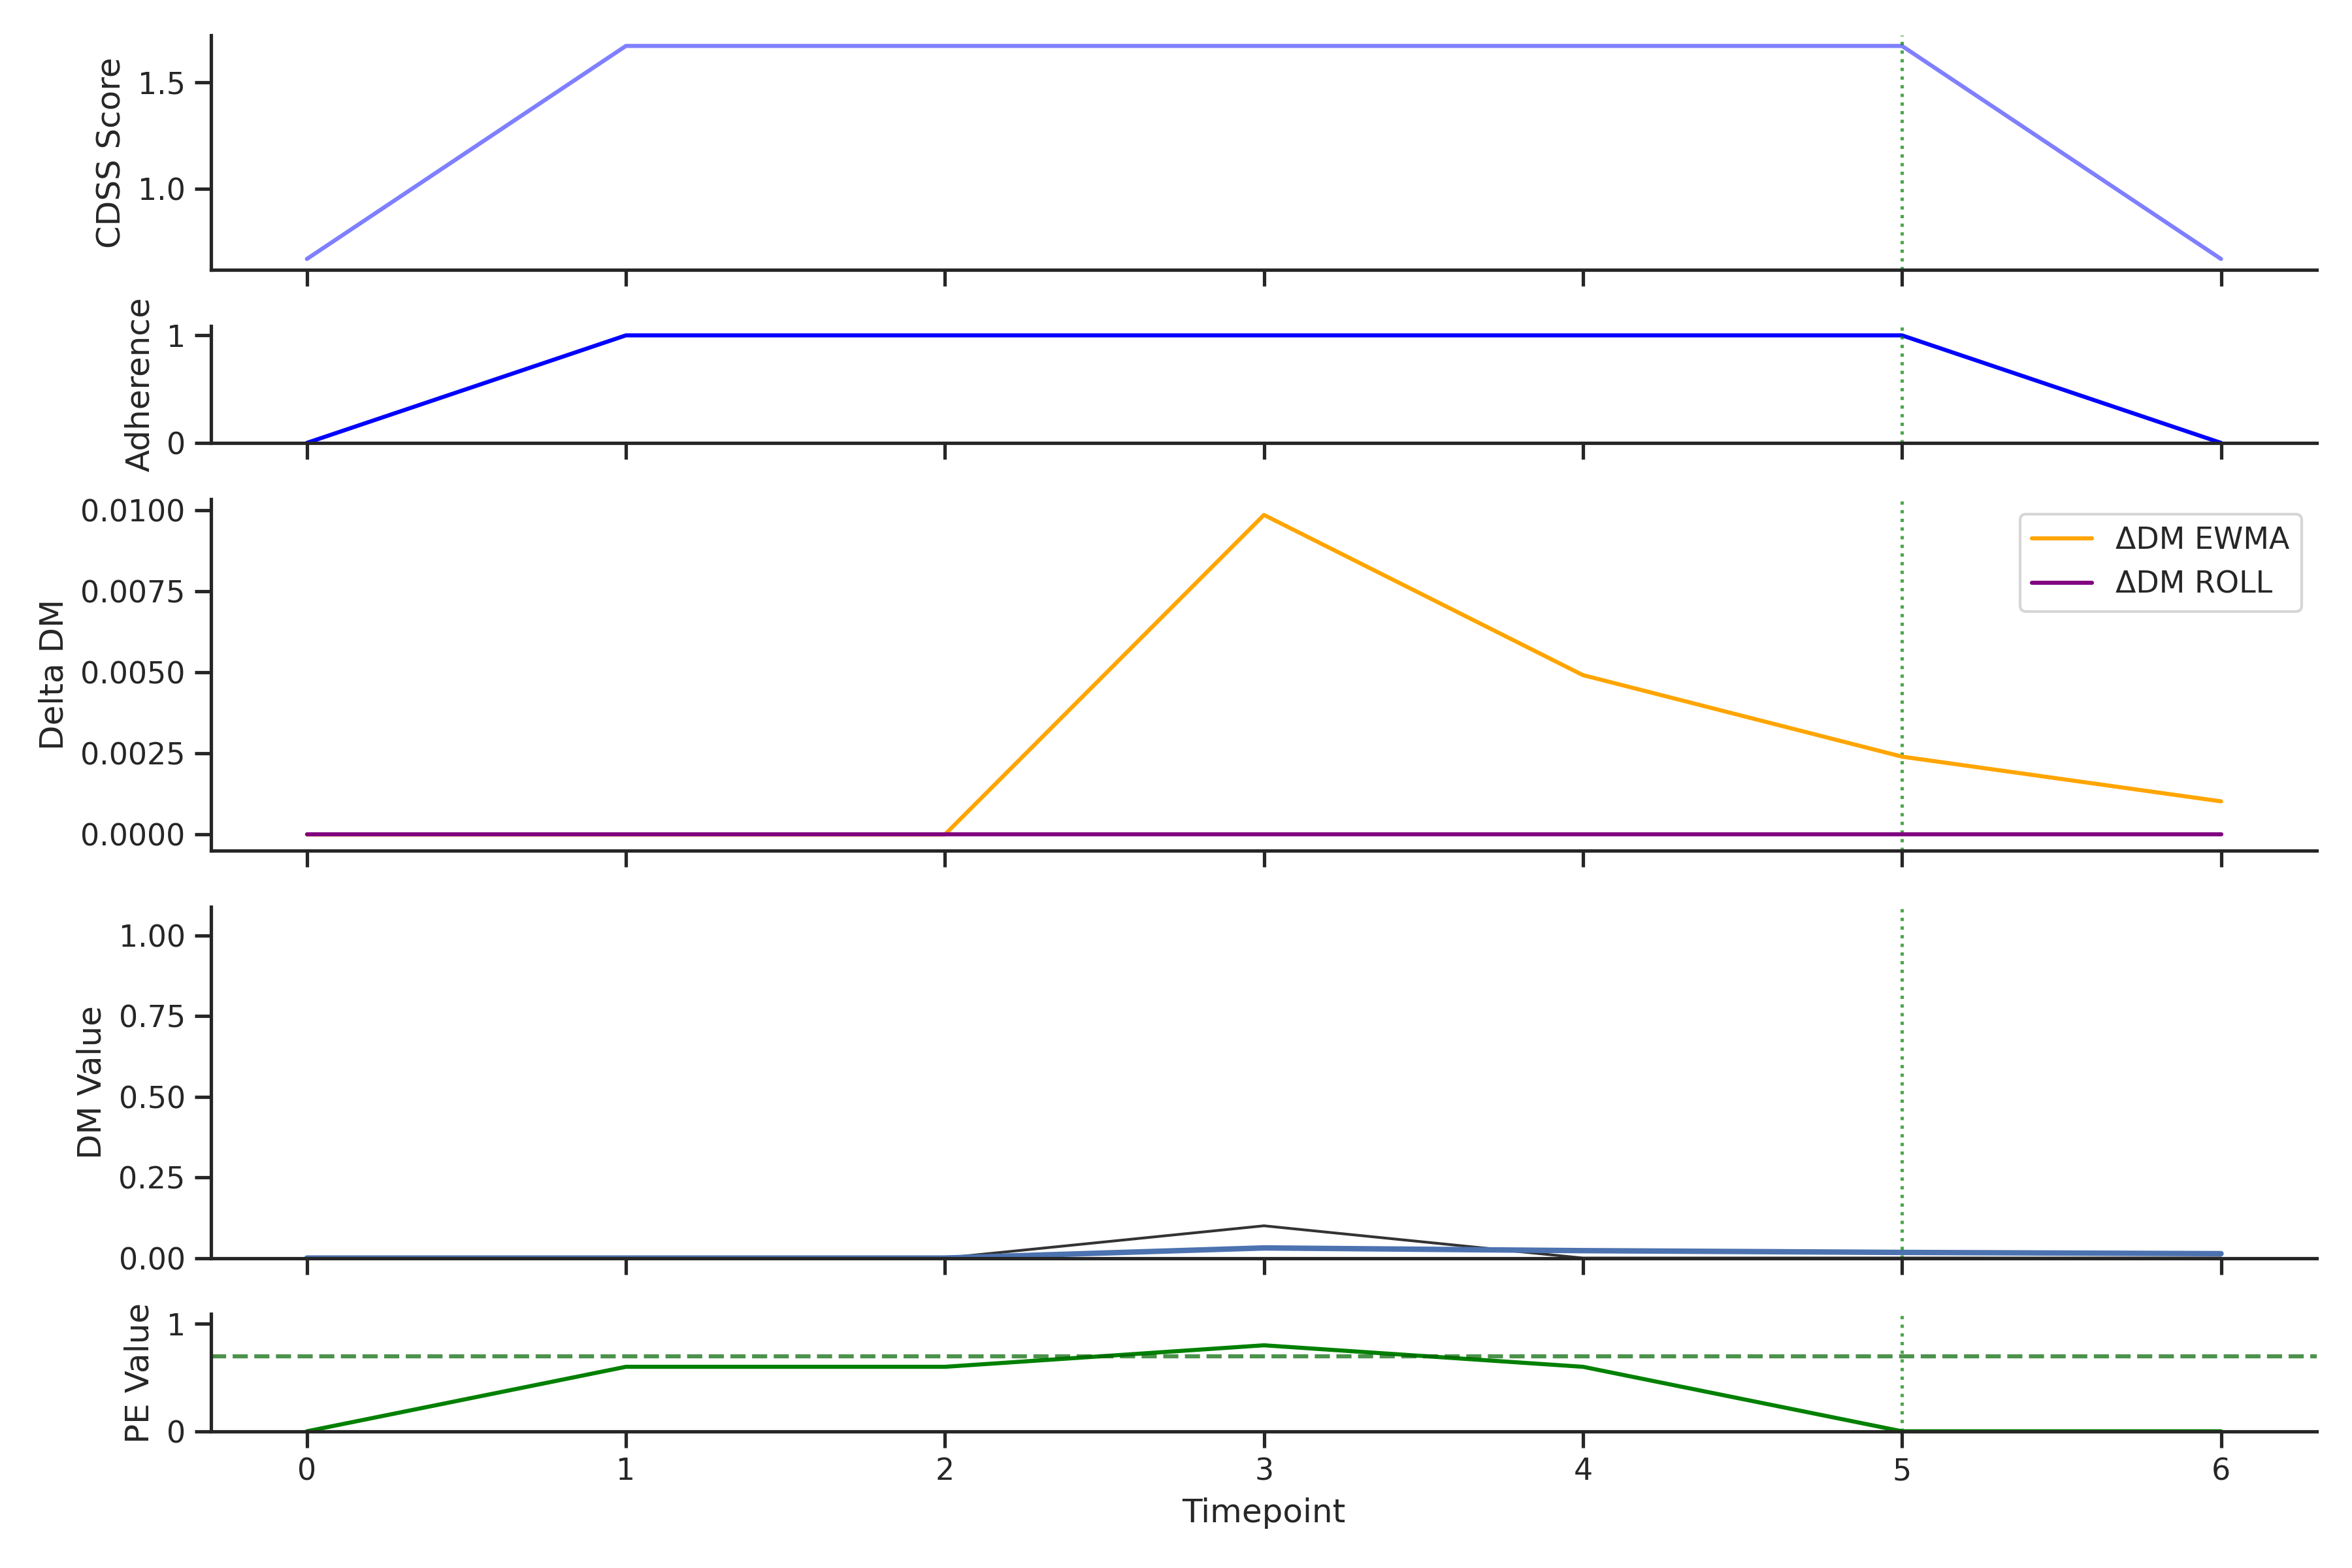 CDSS Score
1.5
1.0
Adherence
1
0
Delta DM
0.0100
0.0075
0.0050
0.0025
0.0000
ΔDM EWMA
ΔDM ROLL
DM Value
1.00
0.75
0.50
0.25
0.00
PE Value
1
0
0 1 2 3 4 5 6
Timepoint